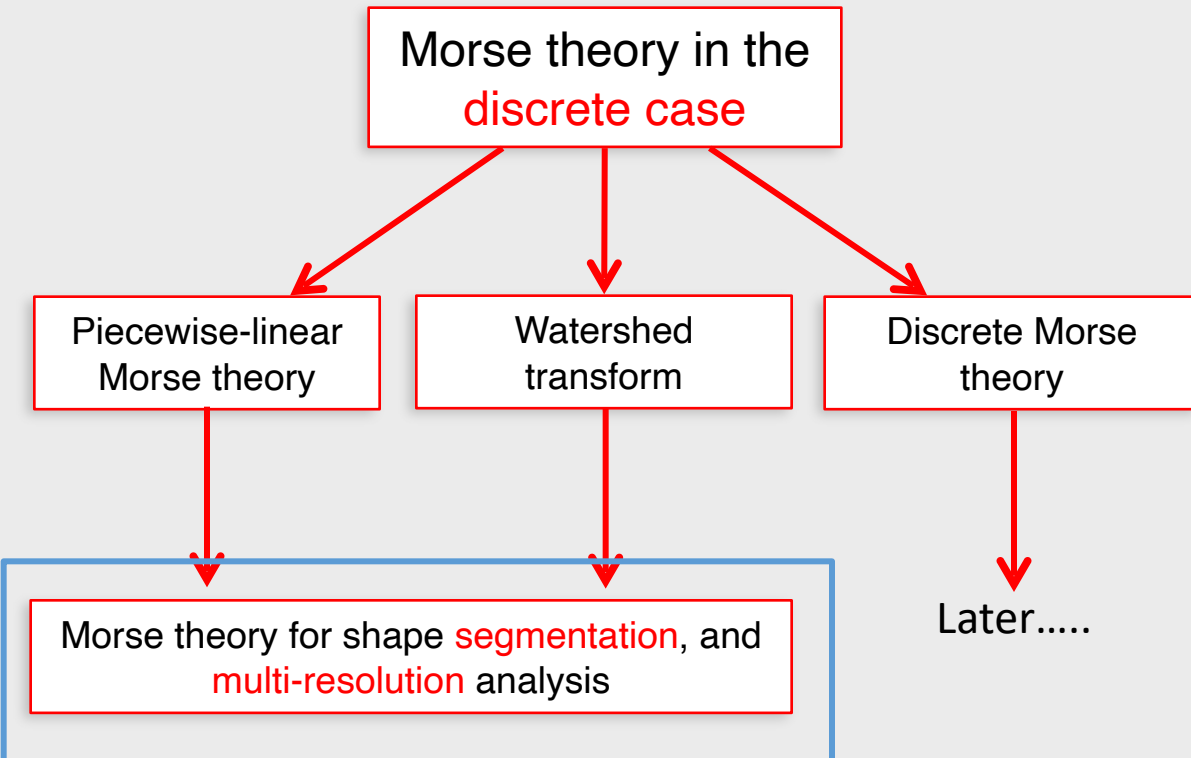 Morse theory in the
discrete case
Piecewise-linear
Morse theory
Watershed
transform
Discrete Morse
theory
Morse theory for shape segmentation, and
multi-resolution analysis
Later.....